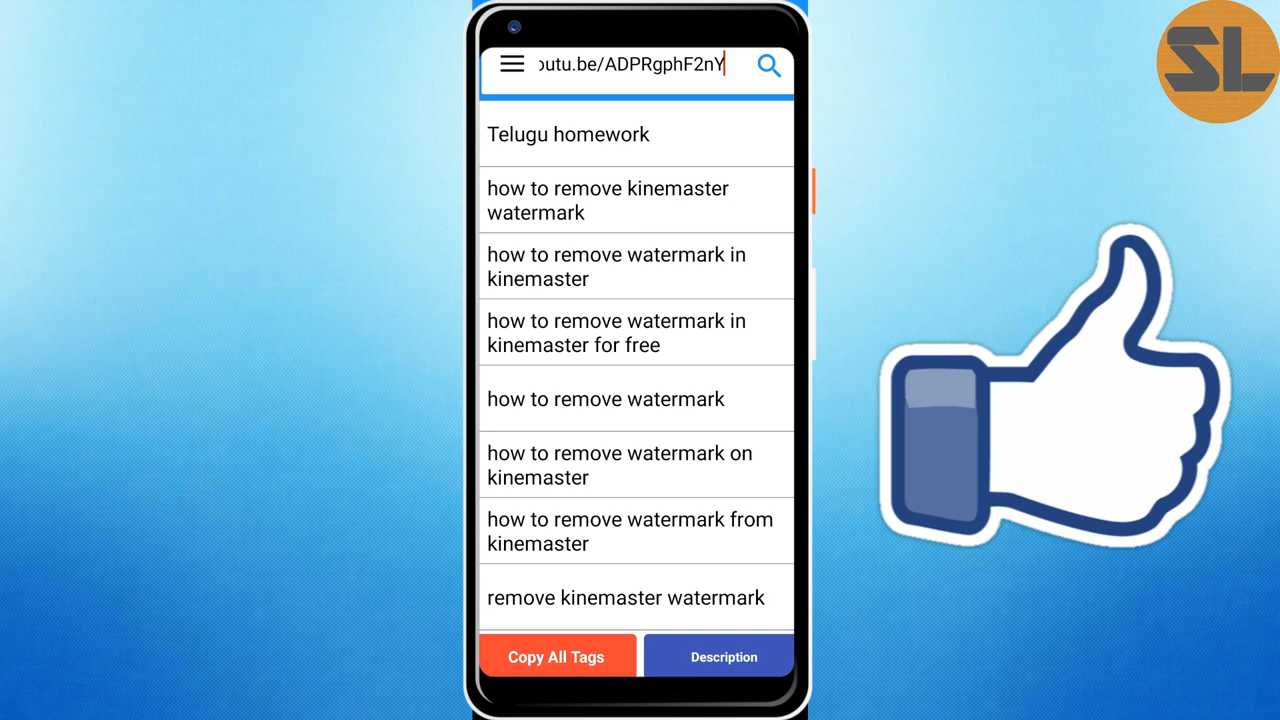 SL
outu.be/ADPRgphF2nY
Telugu homework
how to remove kinemaster
watermark
how to remove watermark in
kinemaster
how to remove watermark in
kinemaster for free
how to remove watermark
how to remove watermark on
kinemaster
how to remove watermark from
kinemaster
remove kinemaster watermark
Copy All Tags
Description